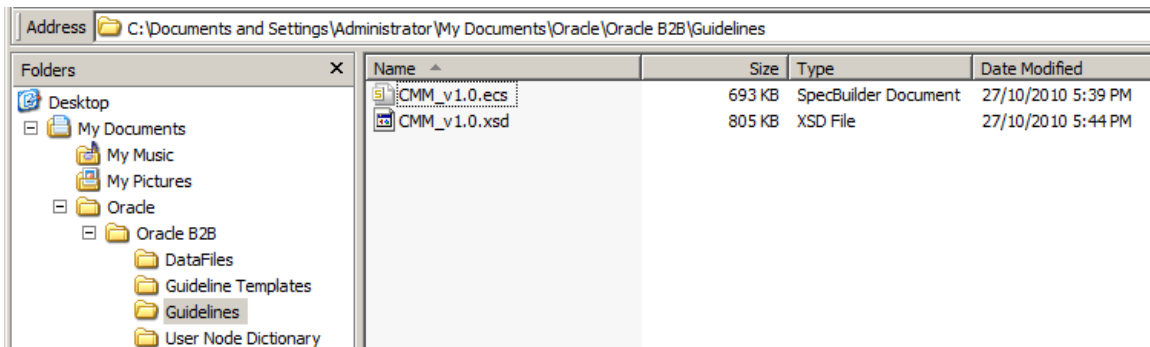 Address C:\Documents and Settings\Administrator\My Documents\Oracle\Oracle B2B\Guidelines
Folders x
Desktop
My Documents
My Music
My Pictures
Oracle
Oracle B2B
DataFiles
Guideline Templates
Guidelines
User Node Dictionary
Name Size Type Date Modified
CMM_v1.0.ecs 693 KB SpecBuilder Document 27/10/2010 5:39 PM
CMM_v1.0.xsd 805 KB XSD File 27/10/2010 5:44 PM